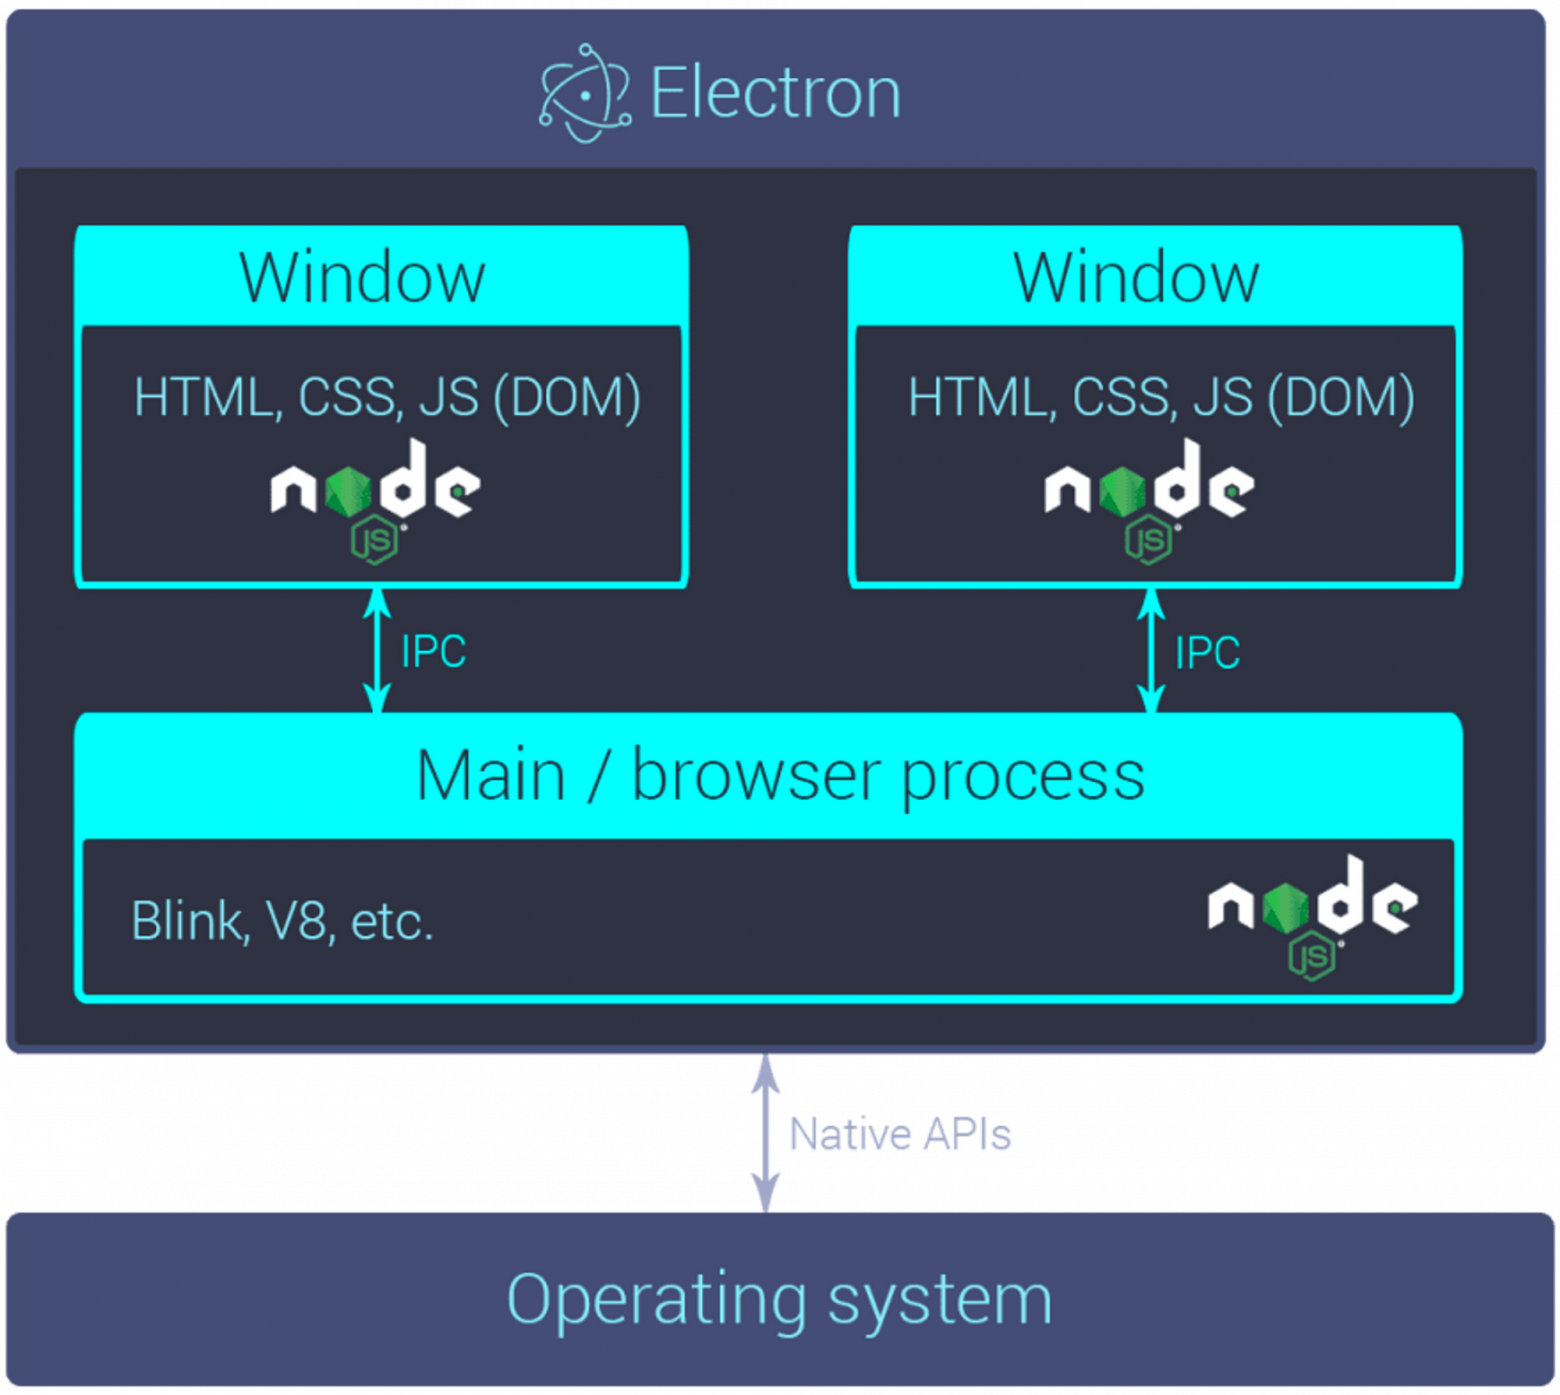 Electron
Window
Window
HTML, CSS, JS (DOM)
HTML, CSS, JS (DOM)
node
JS
node
JS
IPC
IPC
Main / browser process
Blink, V8, etc.
node
JS
Native APIs
Operating system